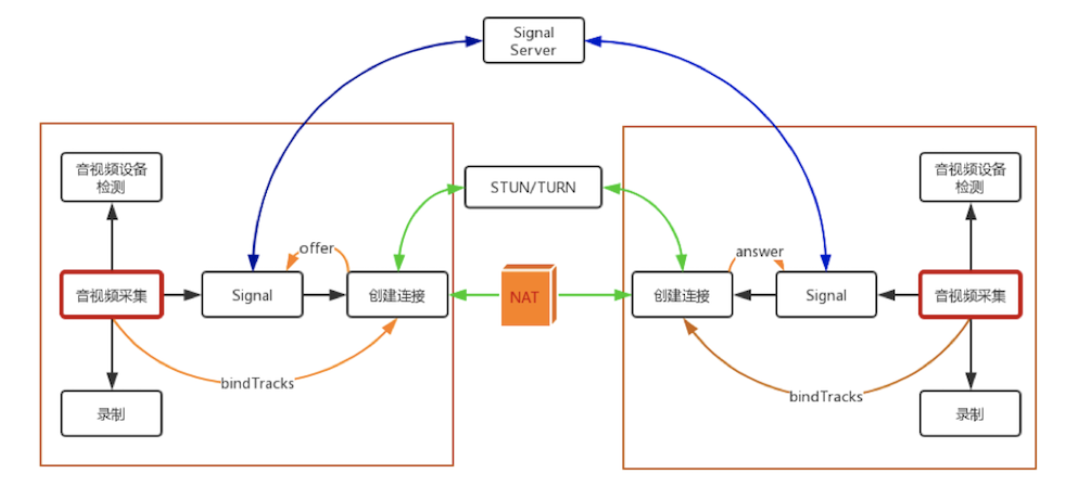 Signal
Server
音视频设备
检测
STUN/TURN
音视频设备
检测
offer
answer
音视频采集
Signal
创建连接
NAT
创建连接
Signal
音视频采集
bindTracks
bindTracks
录制
录制